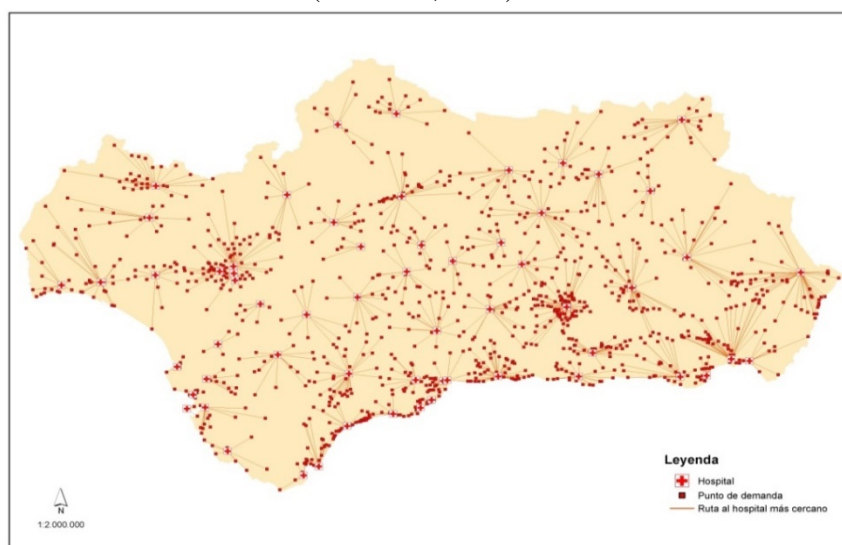 Leyenda
Hospital
Punto de demanda
Ruta al hospital más cercano
N
1:2.000.000